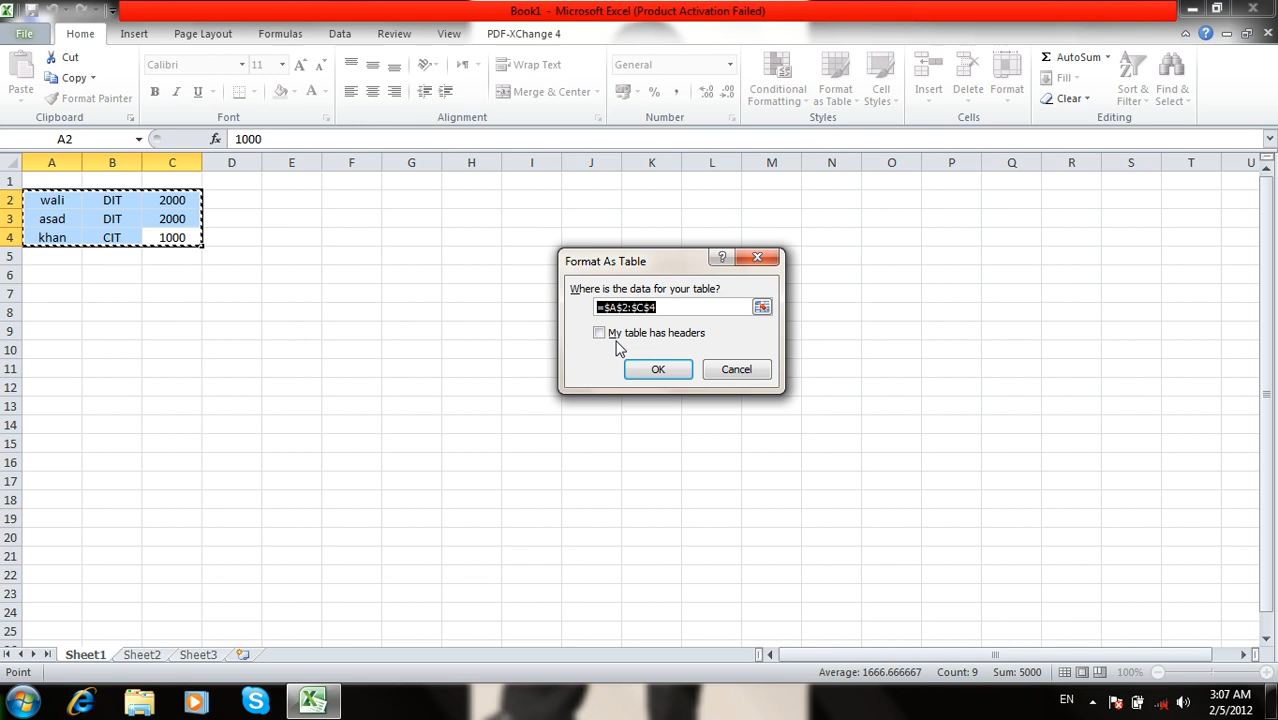 Book1 - Microsoft Excel (Product Activation Failed)
File Home Insert Page Layout Formulas Data Review View PDF-XChange 4
Paste
Cut
Copy
Format Painter
Clipboard
Calibri 11
B I U A
Font
Wrap Text
Merge & Center
Alignment
General
% ,
Number
Conditional Formatting
Format as Table
Cell Styles
Styles
Insert
Delete
Format
Cells
Σ AutoSum
Fill
Clear
Sort & Filter
Find & Select
Editing
A2 fx 1000
A B C D E F G H I J K L M N O P Q R S T U
1
2 wali DIT 2000
3 asad DIT 2000
4 khan CIT 1000
5
6
7
8
9
10
11
12
13
14
15
16
17
18
19
20
21
22
23
24
25
Format As Table
?
Where is the data for your table?
=$A$2:$C$4
My table has headers
OK Cancel
Sheet1 Sheet2 Sheet3
Point Average: 1666.666667 Count: 9 Sum: 5000 100%
EN
3:07 AM
2/5/2012